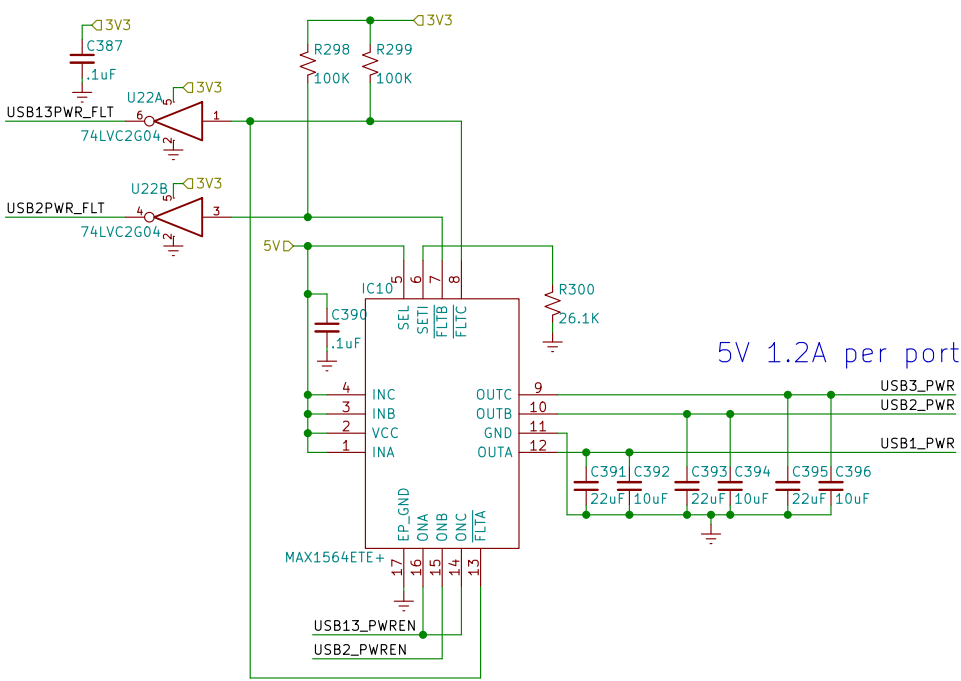 3V3
3V3
C387
.1uF
R298
100K
R299
100K
U22A
5
3V3
USB13PWR_FLT
6
1
74LVC2G04
2
U22B
5
3V3
USB2PWR_FLT
4
3
74LVC2G04
2
5V
5
6
7
8
IC10
SEL
SETI
FLTB
FLTC
R300
26.1K
C390
.1uF
5V 1.2A per port
4
INC
OUTC
9
USB3_PWR
3
INB
OUTB
10
USB2_PWR
2
VCC
GND
11
1
INA
OUTA
12
USB1_PWR
C391
22uF
C392
10uF
C393
22uF
C394
10uF
C395
22uF
C396
10uF
EP_GND
ONA
ONB
ONC
FLTA
MAX1564ETE+
17
16
15
14
13
USB13_PWREN
USB2_PWREN